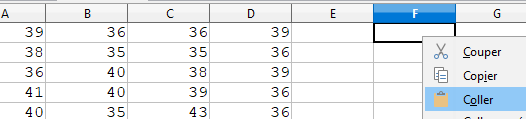 A B C D E F G
39 36 36 39
38 35 35 36
36 40 38 39
41 40 39 36
40 35 43 36
Couper
Copier
Coller